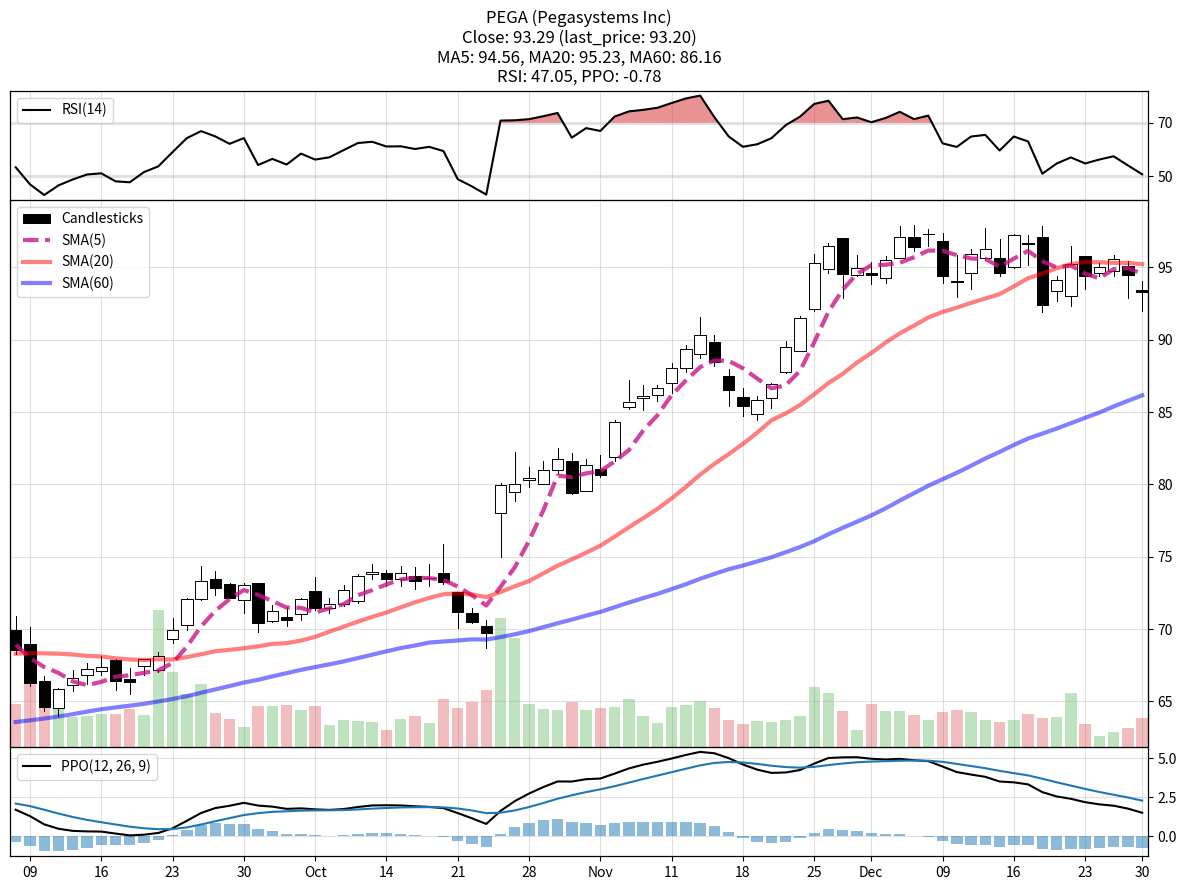 PEGA (Pegasystems Inc)
Close: 93.29 (last_price: 93.20)
MA5: 94.56, MA20: 95.23, MA60: 86.16
RSI: 47.05, PPO: -0.78
RSI(14)
70
50
Candlesticks
SMA(5)
SMA(20)
SMA(60)
95
90
85
80
75
70
65
PPO(12, 26, 9)
5.0
2.5
0.0
09 16 23 30 Oct 14 21 28 Nov 11 18 25 Dec 09 16 23 30